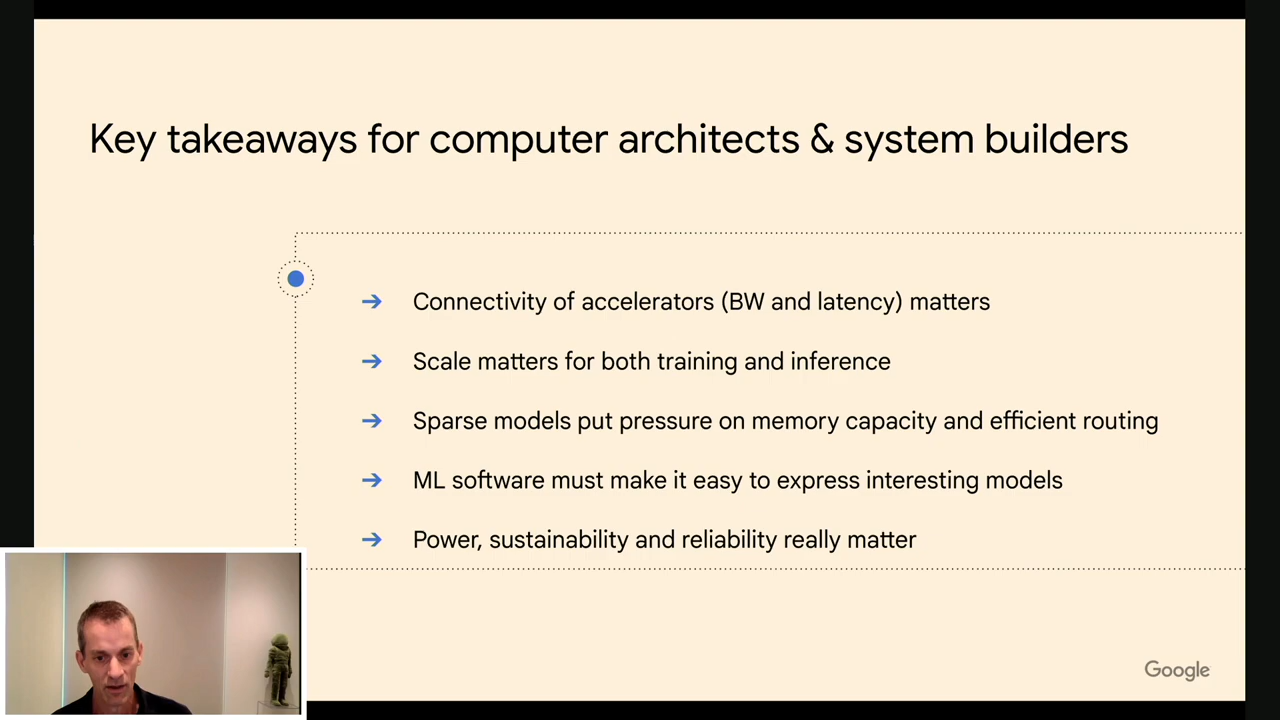 Key takeaways for computer architects & system builders
➔ Connectivity of accelerators (BW and latency) matters
➔ Scale matters for both training and inference
➔ Sparse models put pressure on memory capacity and efficient routing
➔ ML software must make it easy to express interesting models
➔ Power, sustainability and reliability really matter
Google